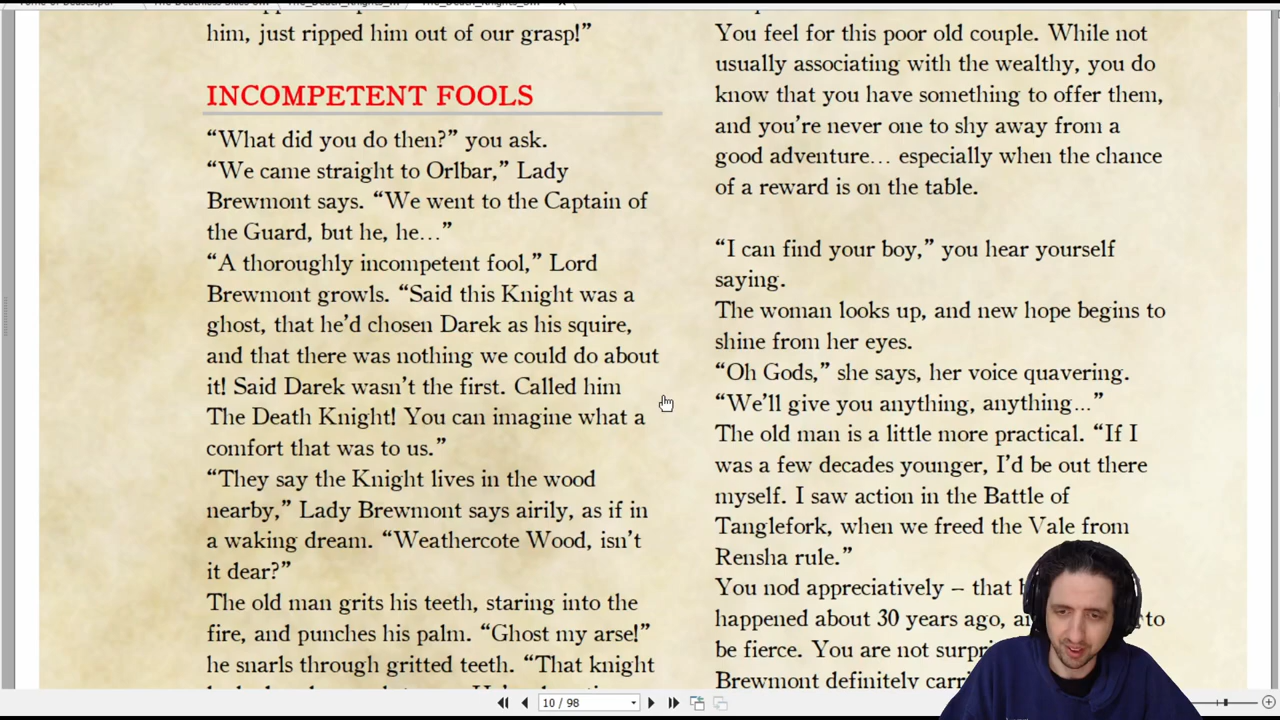 him, just ripped him out of our grasp!”
INCOMPETENT FOOLS
“What did you do then?” you ask.
“We came straight to Orlbar,” Lady
Brewmont says. “We went to the Captain of
the Guard, but he, he…”
“A thoroughly incompetent fool,” Lord
Brewmont growls. “Said this Knight was a
ghost, that he’d chosen Darek as his squire,
and that there was nothing we could do about
it! Said Darek wasn’t the first. Called him
The Death Knight! You can imagine what a
comfort that was to us.”
“They say the Knight lives in the wood
nearby,” Lady Brewmont says airily, as if in
a waking dream. “Weathercote Wood, isn’t
it dear?”
The old man grits his teeth, staring into the
fire, and punches his palm. “Ghost my arse!”
he snarls through gritted teeth. “That knight
You feel for this poor old couple. While not
usually associating with the wealthy, you do
know that you have something to offer them,
and you’re never one to shy away from a
good adventure… especially when the chance
of a reward is on the table.
“I can find your boy,” you hear yourself
saying.
The woman looks up, and new hope begins to
shine from her eyes.
“Oh Gods,” she says, her voice quavering.
“We’ll give you anything, anything…”
The old man is a little more practical. “If I
was a few decades younger, I’d be out there
myself. I saw action in the Battle of
Tanglefork, when we freed the Vale from
Rensha rule.”
You nod appreciatively – that
happened about 30 years ago, to
be fierce. You are not
Brewmont definitely
10 / 98